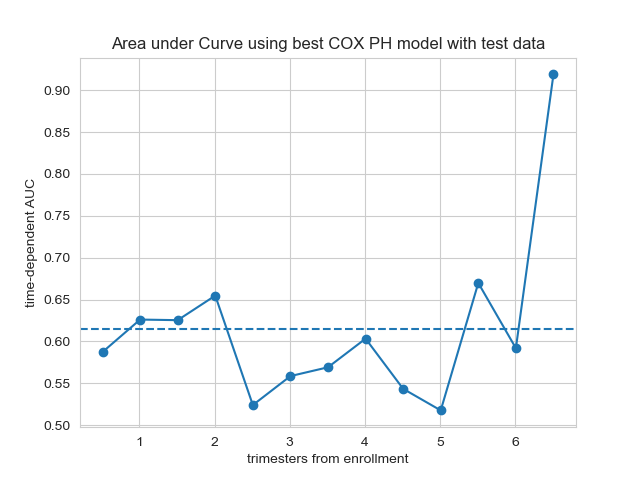 Area under Curve using best COX PH model with test data
time-dependent AUC
0.90
0.85
0.80
0.75
0.70
0.65
0.60
0.55
0.50
1 2 3 4 5 6
trimesters from enrollment